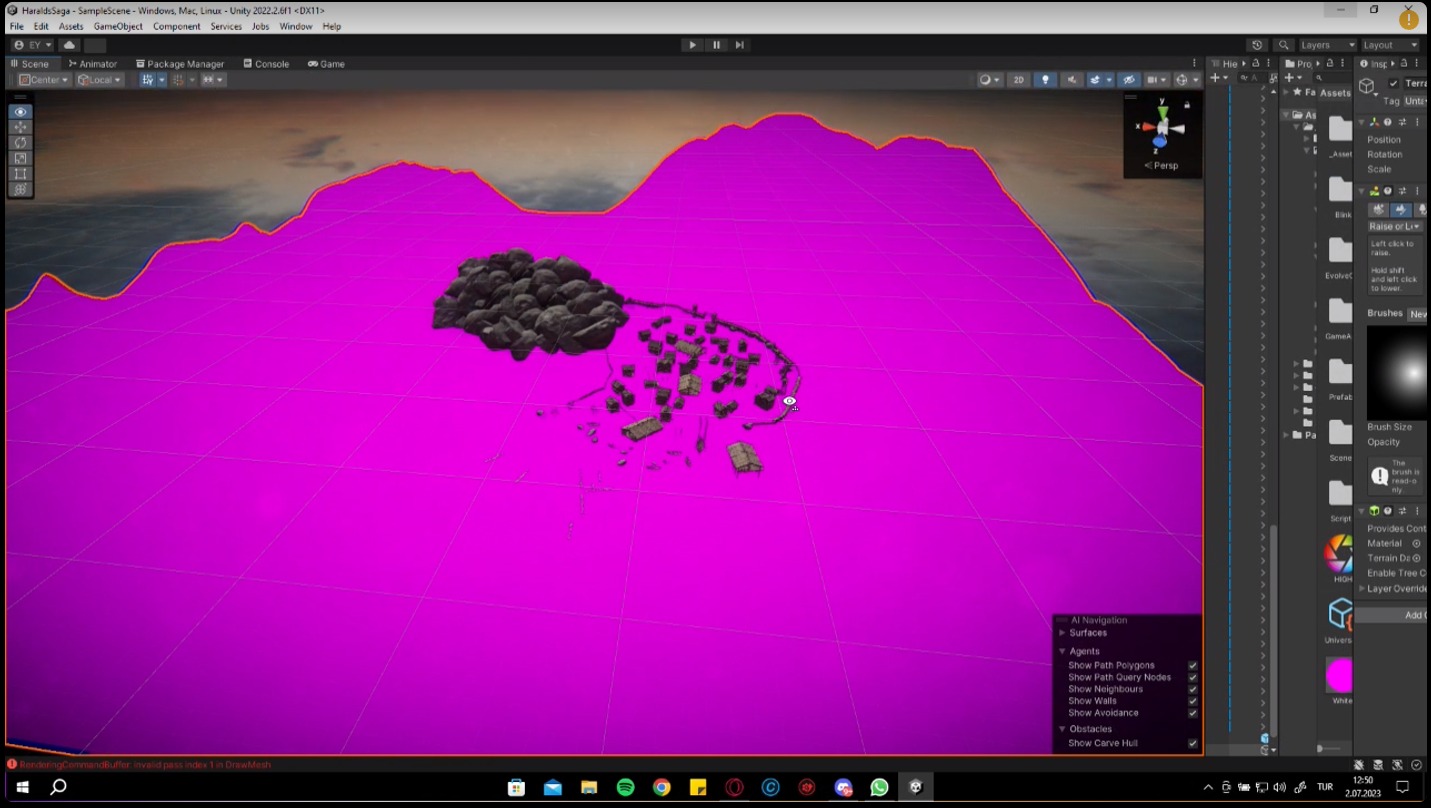 HaraldsSaga - SampleScene - Windows, Mac, Linux - Unity 2022.2.6f1 <DX11>
File Edit Assets GameObject Component Services Jobs Window Help
EY
Layers Layout
Scene Animator Package Manager Console Game
Hie Pro Insp
Center Local
2D
Fa Assets
Terra
Tag Unta
y
x
z
Persp
As
_Asset
Position
Rotation
Scale
Blink
Raise or L
Left click to
raise.
Hold shift
and left click
to lower.
EvolveG
Brushes New
GameA
Prefab
Brush Size
Opacity
Pa
Scene
The
brush is
read-o
nly.
Script
Provides Cont
Material
Terrain Da
Enable Tree C
HIGH
Layer Override
Add C
Univers
White
AI Navigation
Surfaces
Agents
Show Path Polygons
Show Path Query Nodes
Show Neighbours
Show Walls
Show Avoidance
Obstacles
Show Carve Hull
RenderingCommandBuffer: invalid pass index 1 in DrawMesh
TUR
12:50
2.07.2023